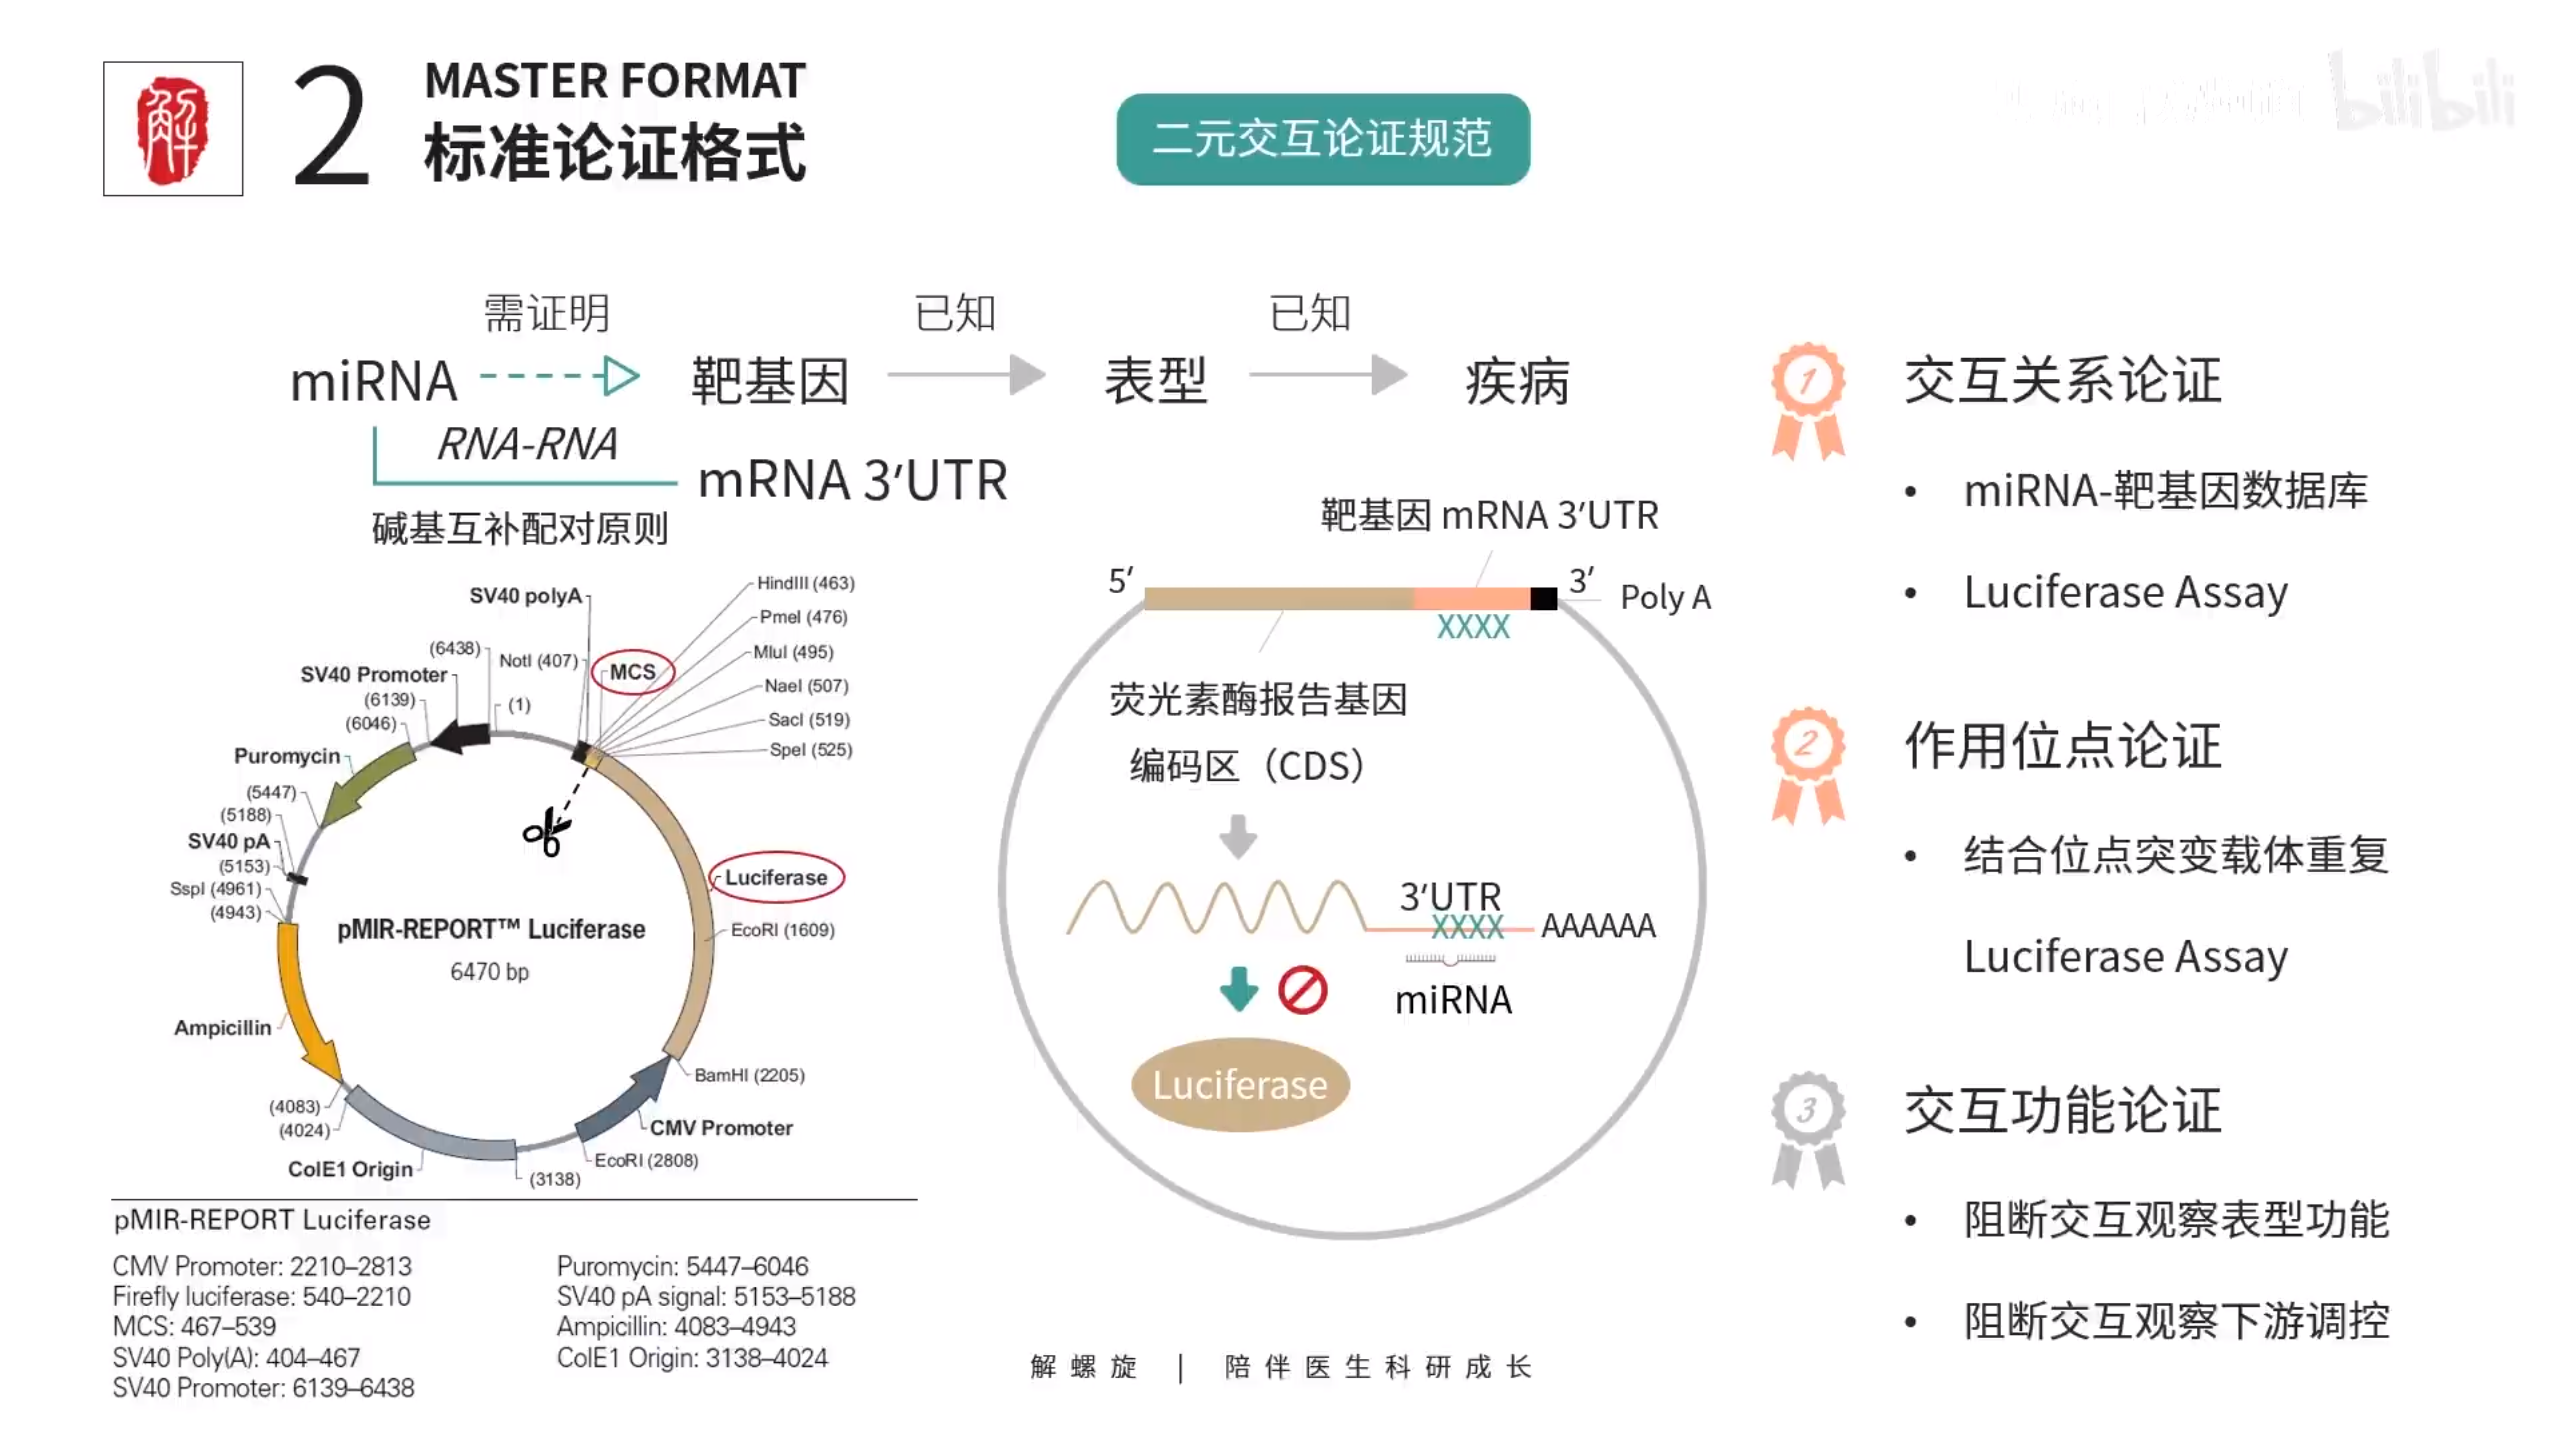 解
2
MASTER FORMAT
标准论证格式
二元交互论证规范
bilibili
需证明
已知
已知
miRNA
靶基因
表型
疾病
RNA-RNA
mRNA 3′UTR
碱基互补配对原则
SV40 polyA
HindIII (463)
PmeI (476)
MluI (495)
NaeI (507)
SacI (519)
SpeI (525)
(6438)
NotI (407)
MCS
SV40 Promoter
(6139)
(1)
(6046)
Puromycin
(5447)
(5188)
SV40 pA
(5153)
SspI (4961)
(4943)
Luciferase
pMIR-REPORT™ Luciferase
EcoRI (1609)
6470 bp
Ampicillin
BamHI (2205)
(4083)
(4024)
CMV Promoter
ColE1 Origin
EcoRI (2808)
(3138)
pMIR-REPORT Luciferase
CMV Promoter: 2210–2813
Firefly luciferase: 540–2210
MCS: 467–539
SV40 Poly(A): 404–467
SV40 Promoter: 6139–6438
Puromycin: 5447–6046
SV40 pA signal: 5153–5188
Ampicillin: 4083–4943
ColE1 Origin: 3138–4024
靶基因 mRNA 3′UTR
5′
3′
Poly A
XXXX
荧光素酶报告基因
编码区（CDS）
3‘UTR
XXXX
AAAAAA
miRNA
Luciferase
1
交互关系论证
• miRNA-靶基因数据库
• Luciferase Assay
2
作用位点论证
• 结合位点突变载体重复
Luciferase Assay
3
交互功能论证
• 阻断交互观察表型功能
• 阻断交互观察下游调控
解螺旋 | 陪伴医生科研成长